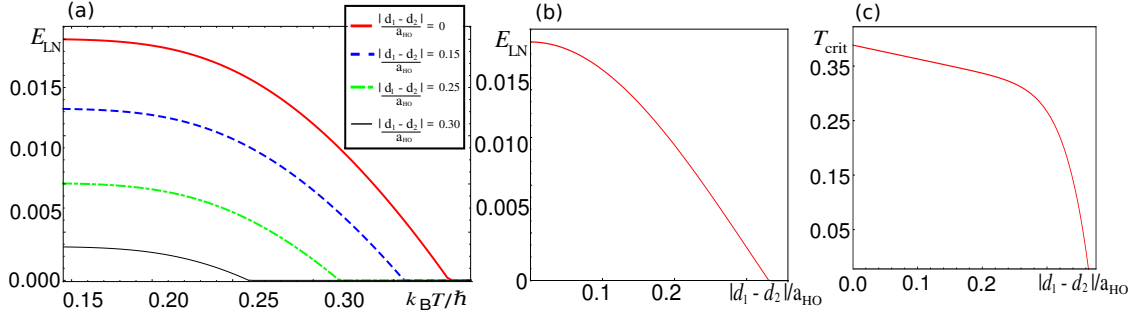 (a)
E_LN
0.015
0.010
0.005
0.000
0.15
0.20
0.25
0.30
k_B T/ħ
|d₁ - d₂| / a_HO = 0
|d₁ - d₂| / a_HO = 0.15
|d₁ - d₂| / a_HO = 0.25
|d₁ - d₂| / a_HO = 0.30
(b)
E_LN
0.015
0.010
0.005
0
0.1
0.2
|d₁ - d₂|/a_HO
(c)
T_crit
0.35
0.25
0.15
0.05
0.0
0.1
0.2
|d₁ - d₂|/a_HO